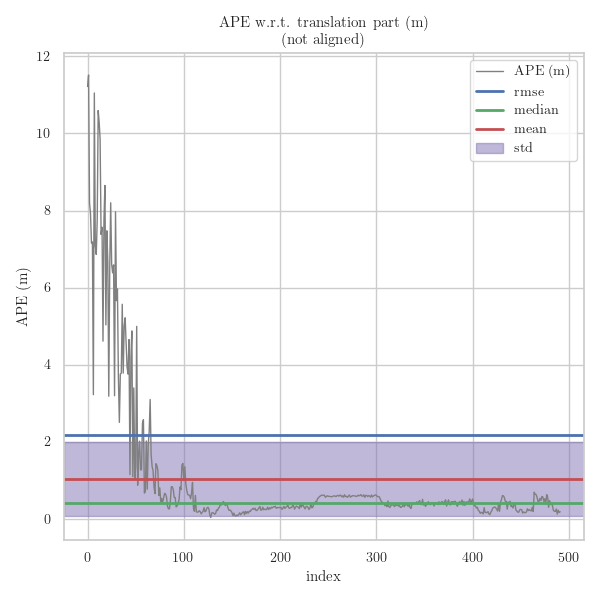 APE w.r.t. translation part (m)
(not aligned)
APE (m)
rmse
median
mean
std
12
10
8
6
4
2
0
APE (m)
0
100
200
300
400
500
index